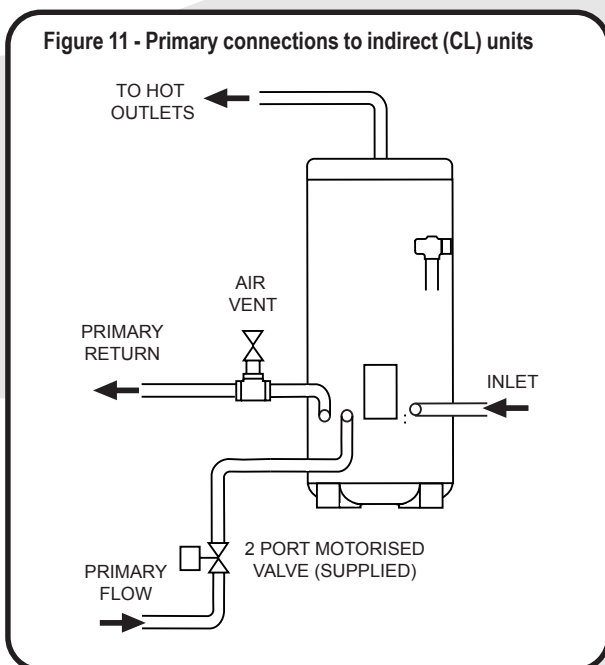 Figure 11 - Primary connections to indirect (CL) units
TO HOT
OUTLETS
AIR
VENT
PRIMARY
RETURN
INLET
2 PORT MOTORISED
VALVE (SUPPLIED)
PRIMARY
FLOW